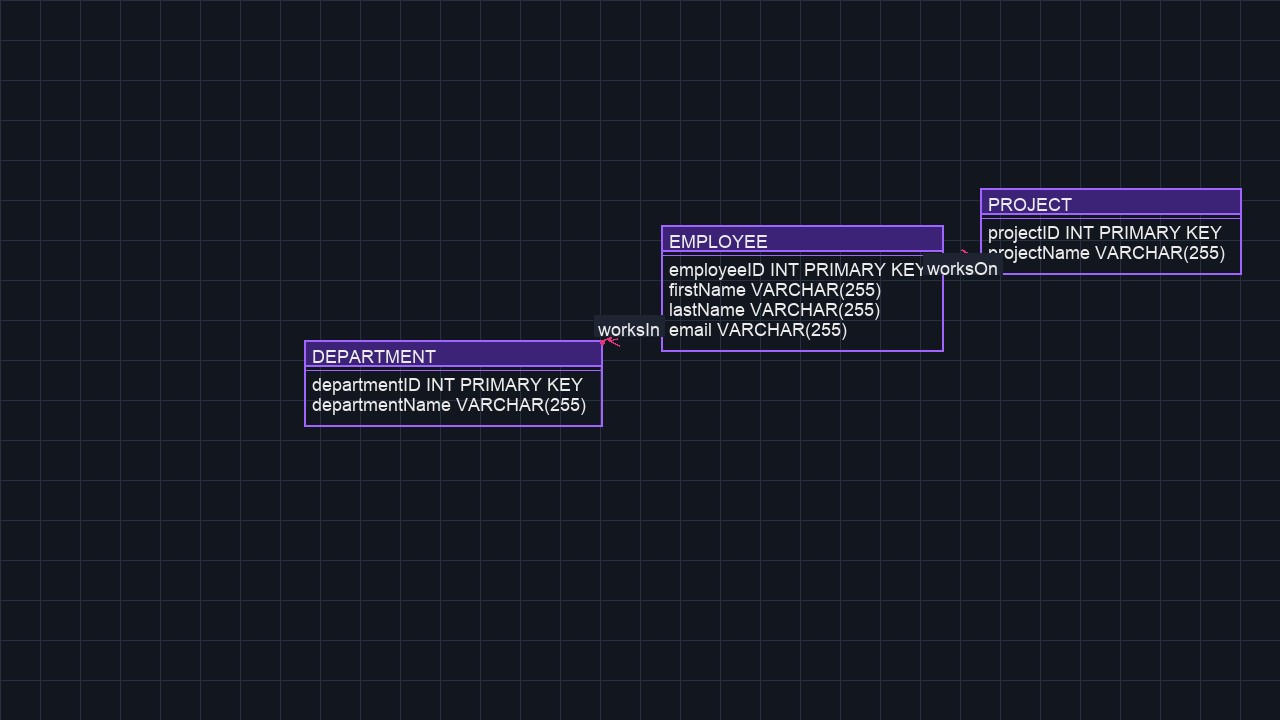 PROJECT
projectID INT PRIMARY KEY
projectName VARCHAR(255)
EMPLOYEE
employeeID INT PRIMARY KEY
firstName VARCHAR(255)
lastName VARCHAR(255)
email VARCHAR(255)
worksOn
worksIn
DEPARTMENT
departmentID INT PRIMARY KEY
departmentName VARCHAR(255)